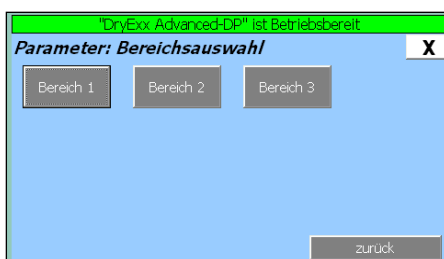 "DryExx Advanced-DP" ist Betriebsbereit
Parameter: Bereichsauswahl X
Bereich 1 Bereich 2 Bereich 3
zurück